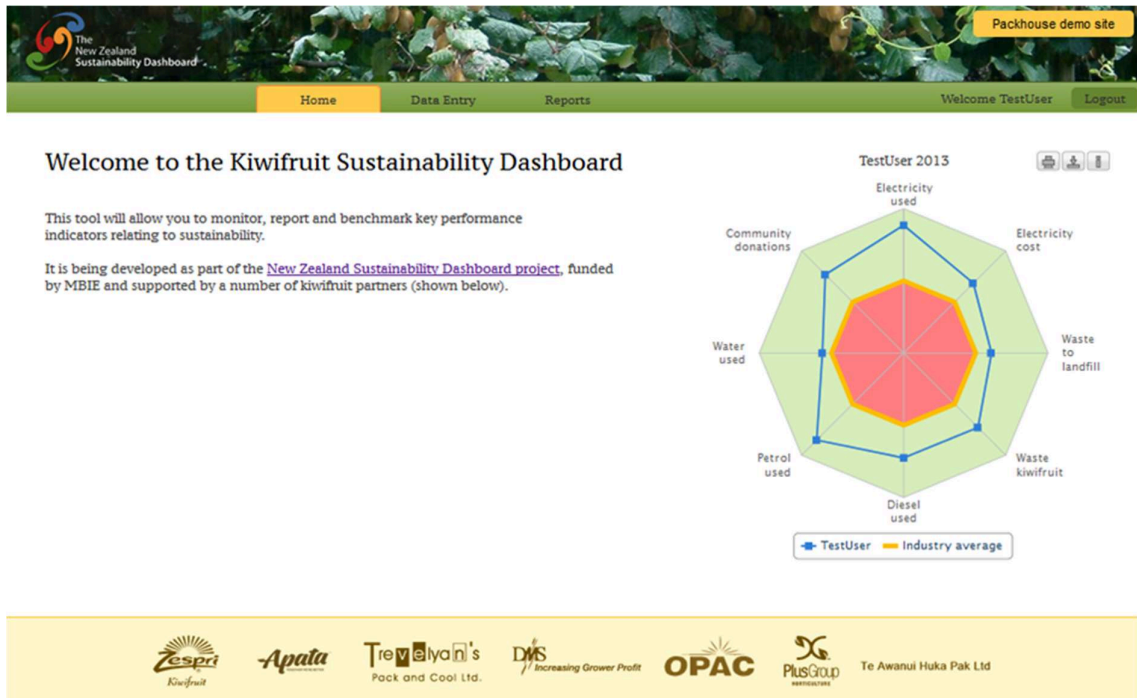 The
New Zealand
Sustainability Dashboard
Packhouse demo site
Home
Data Entry
Reports
Welcome TestUser
Logout
Welcome to the Kiwifruit Sustainability Dashboard
This tool will allow you to monitor, report and benchmark key performance
indicators relating to sustainability.
It is being developed as part of the New Zealand Sustainability Dashboard project, funded
by MBIE and supported by a number of kiwifruit partners (shown below).
TestUser 2013
Electricity
used
Electricity
cost
Waste
to
landfill
Waste
kiwifruit
Diesel
used
Petrol
used
Water
used
Community
donations
TestUser
Industry average
Zespri
Kiwifruit
Apata
Trevelyan's
Pack and Cool Ltd.
DMS
Increasing Grower Profit
OPAC
PlusGroup
HORTICULTURE
Te Awanui Huka Pak Ltd